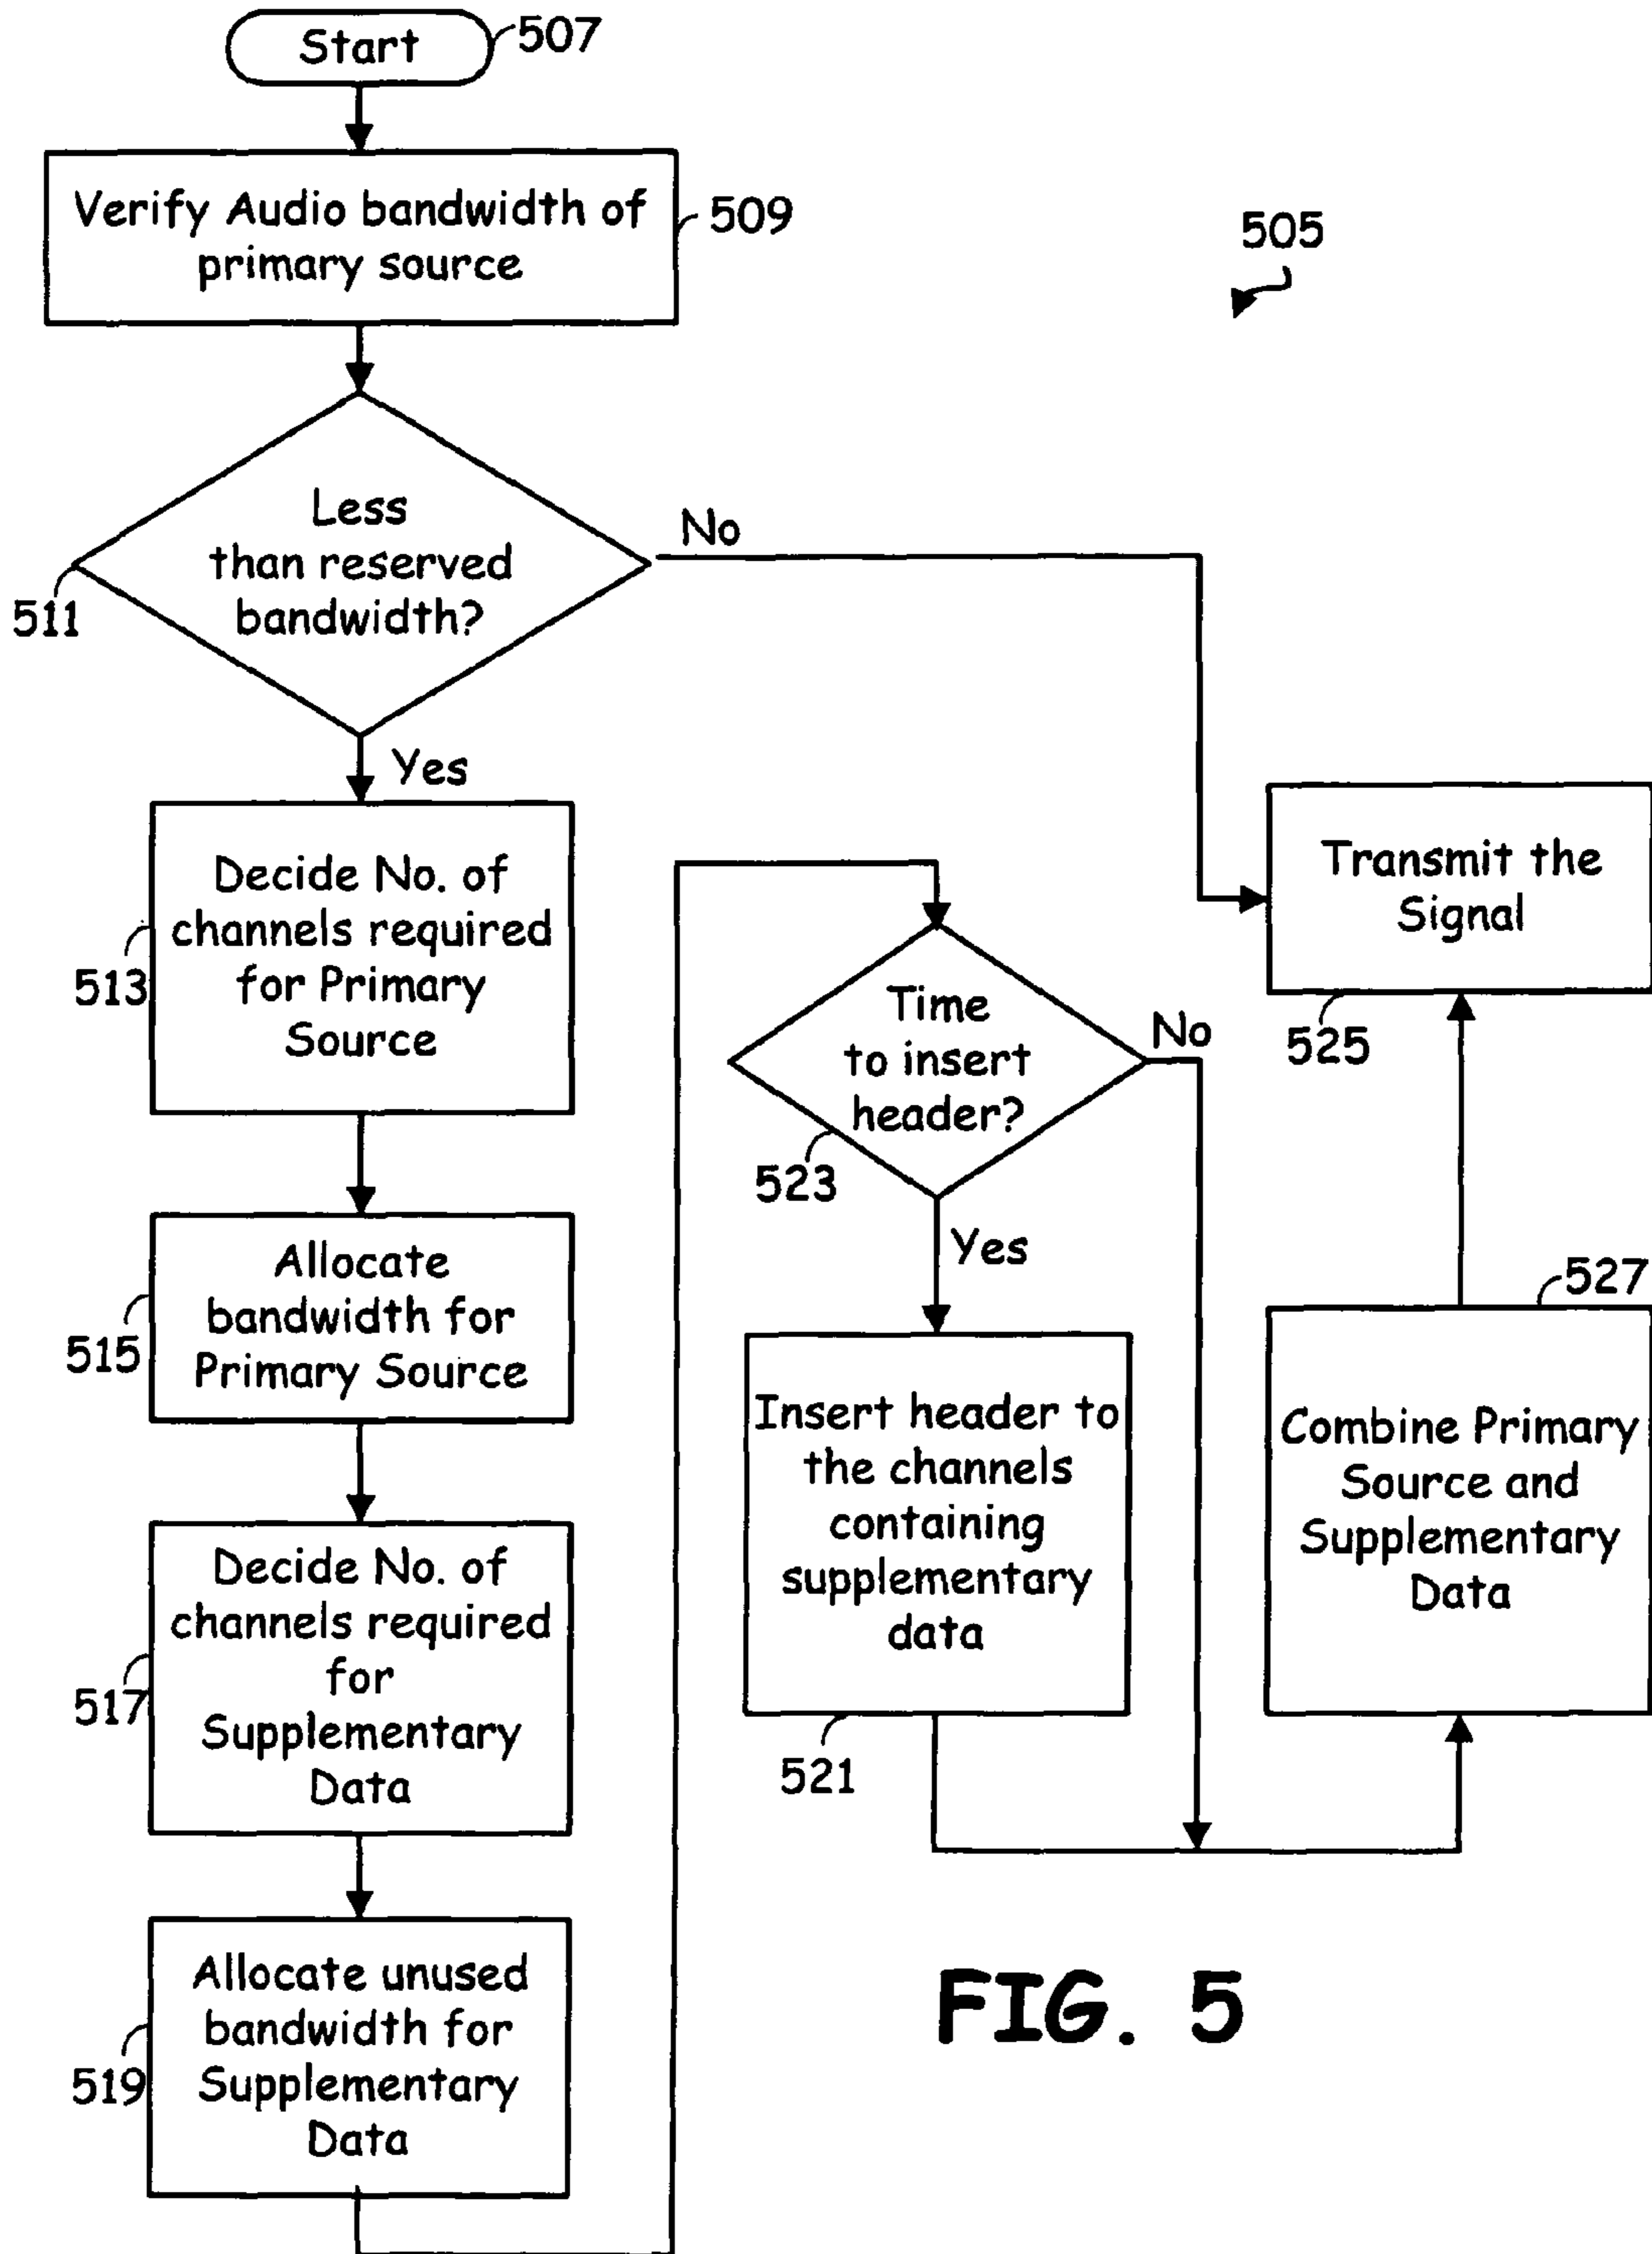 Start
507
Verify Audio bandwidth of
primary source
509
505
Less
than reserved
bandwidth?
511
No
Yes
Decide No. of
channels required
for Primary
Source
513
Allocate
bandwidth for
Primary Source
515
Decide No. of
channels required
for
Supplementary
Data
517
Allocate unused
bandwidth for
Supplementary
Data
519
Time
to insert
header?
523
No
Yes
Insert header to
the channels
containing
supplementary
data
521
Transmit the
Signal
525
527
Combine Primary
Source and
Supplementary
Data
FIG. 5